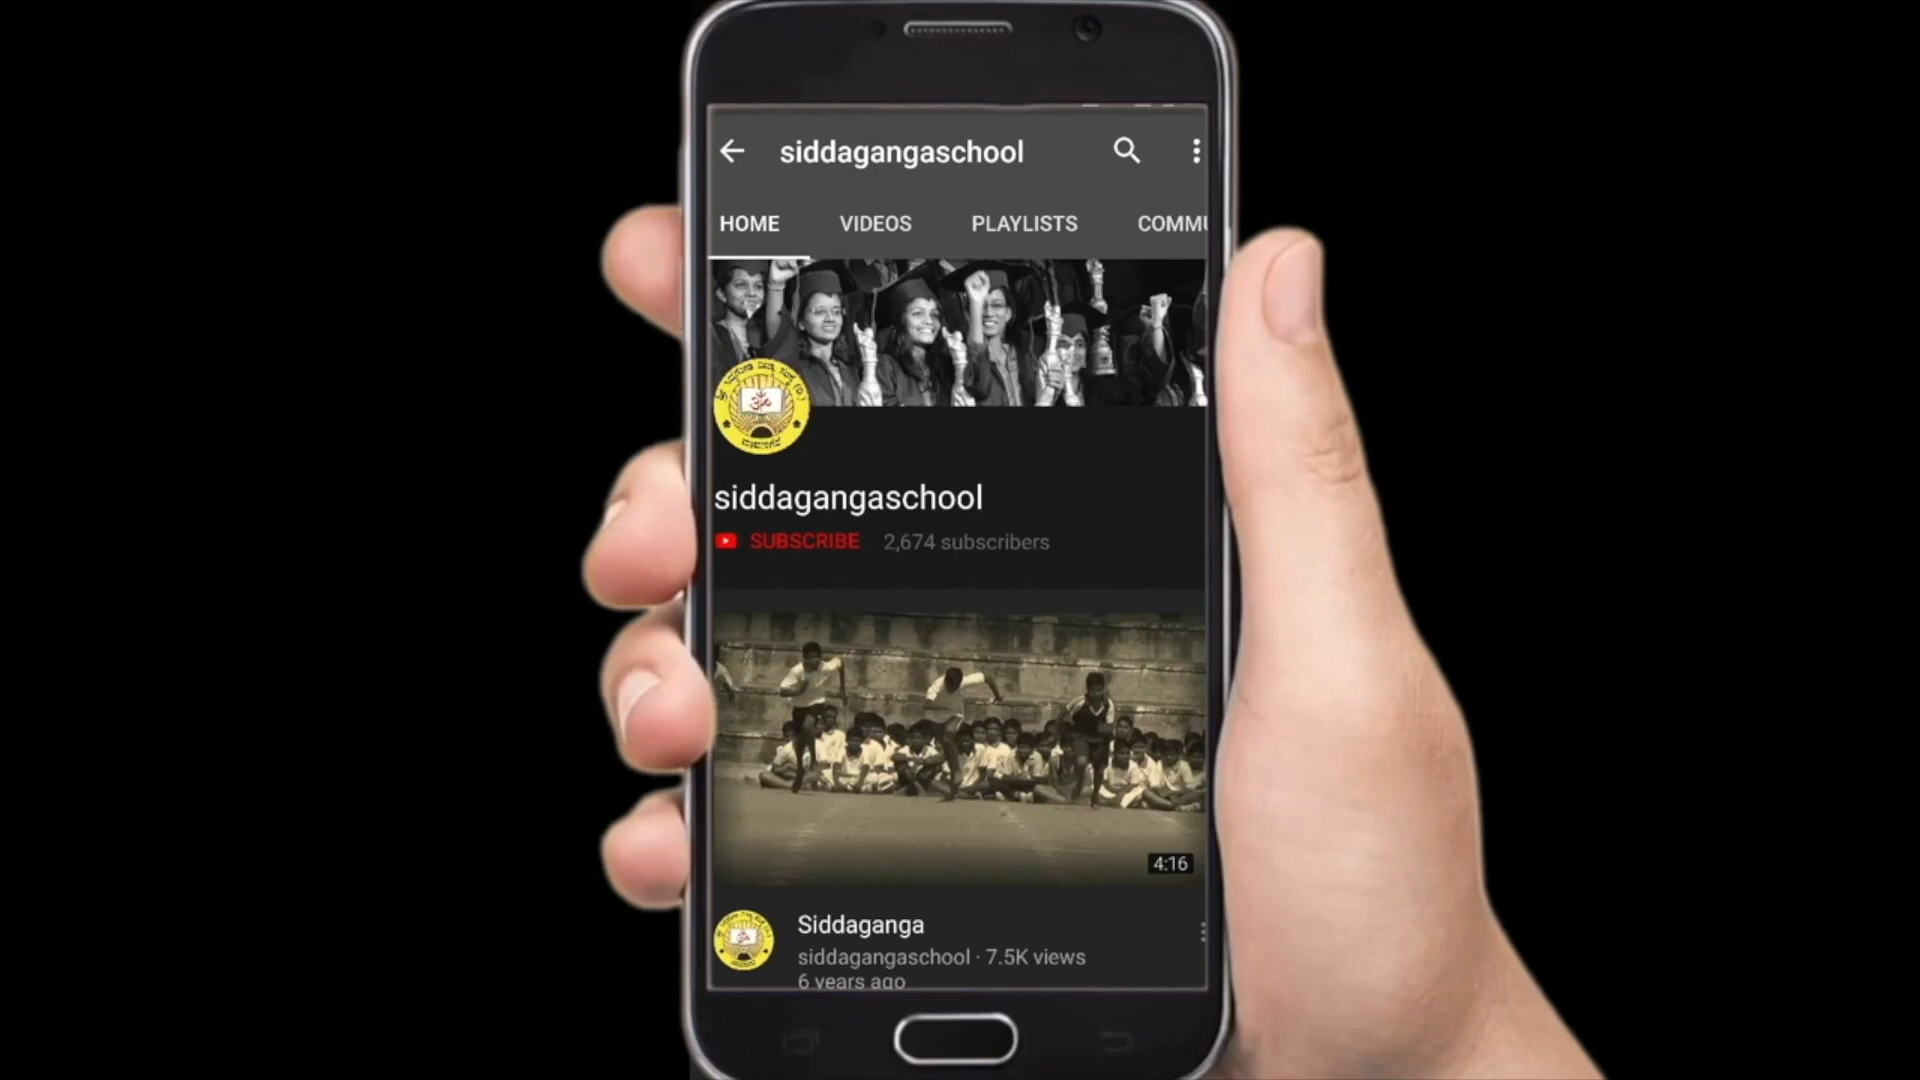 siddagangaschool
HOME VIDEOS PLAYLISTS COMMU
siddagangaschool
SUBSCRIBE 2,674 subscribers
4:16
Siddaganga
siddagangaschool · 7.5K views
6 years ago